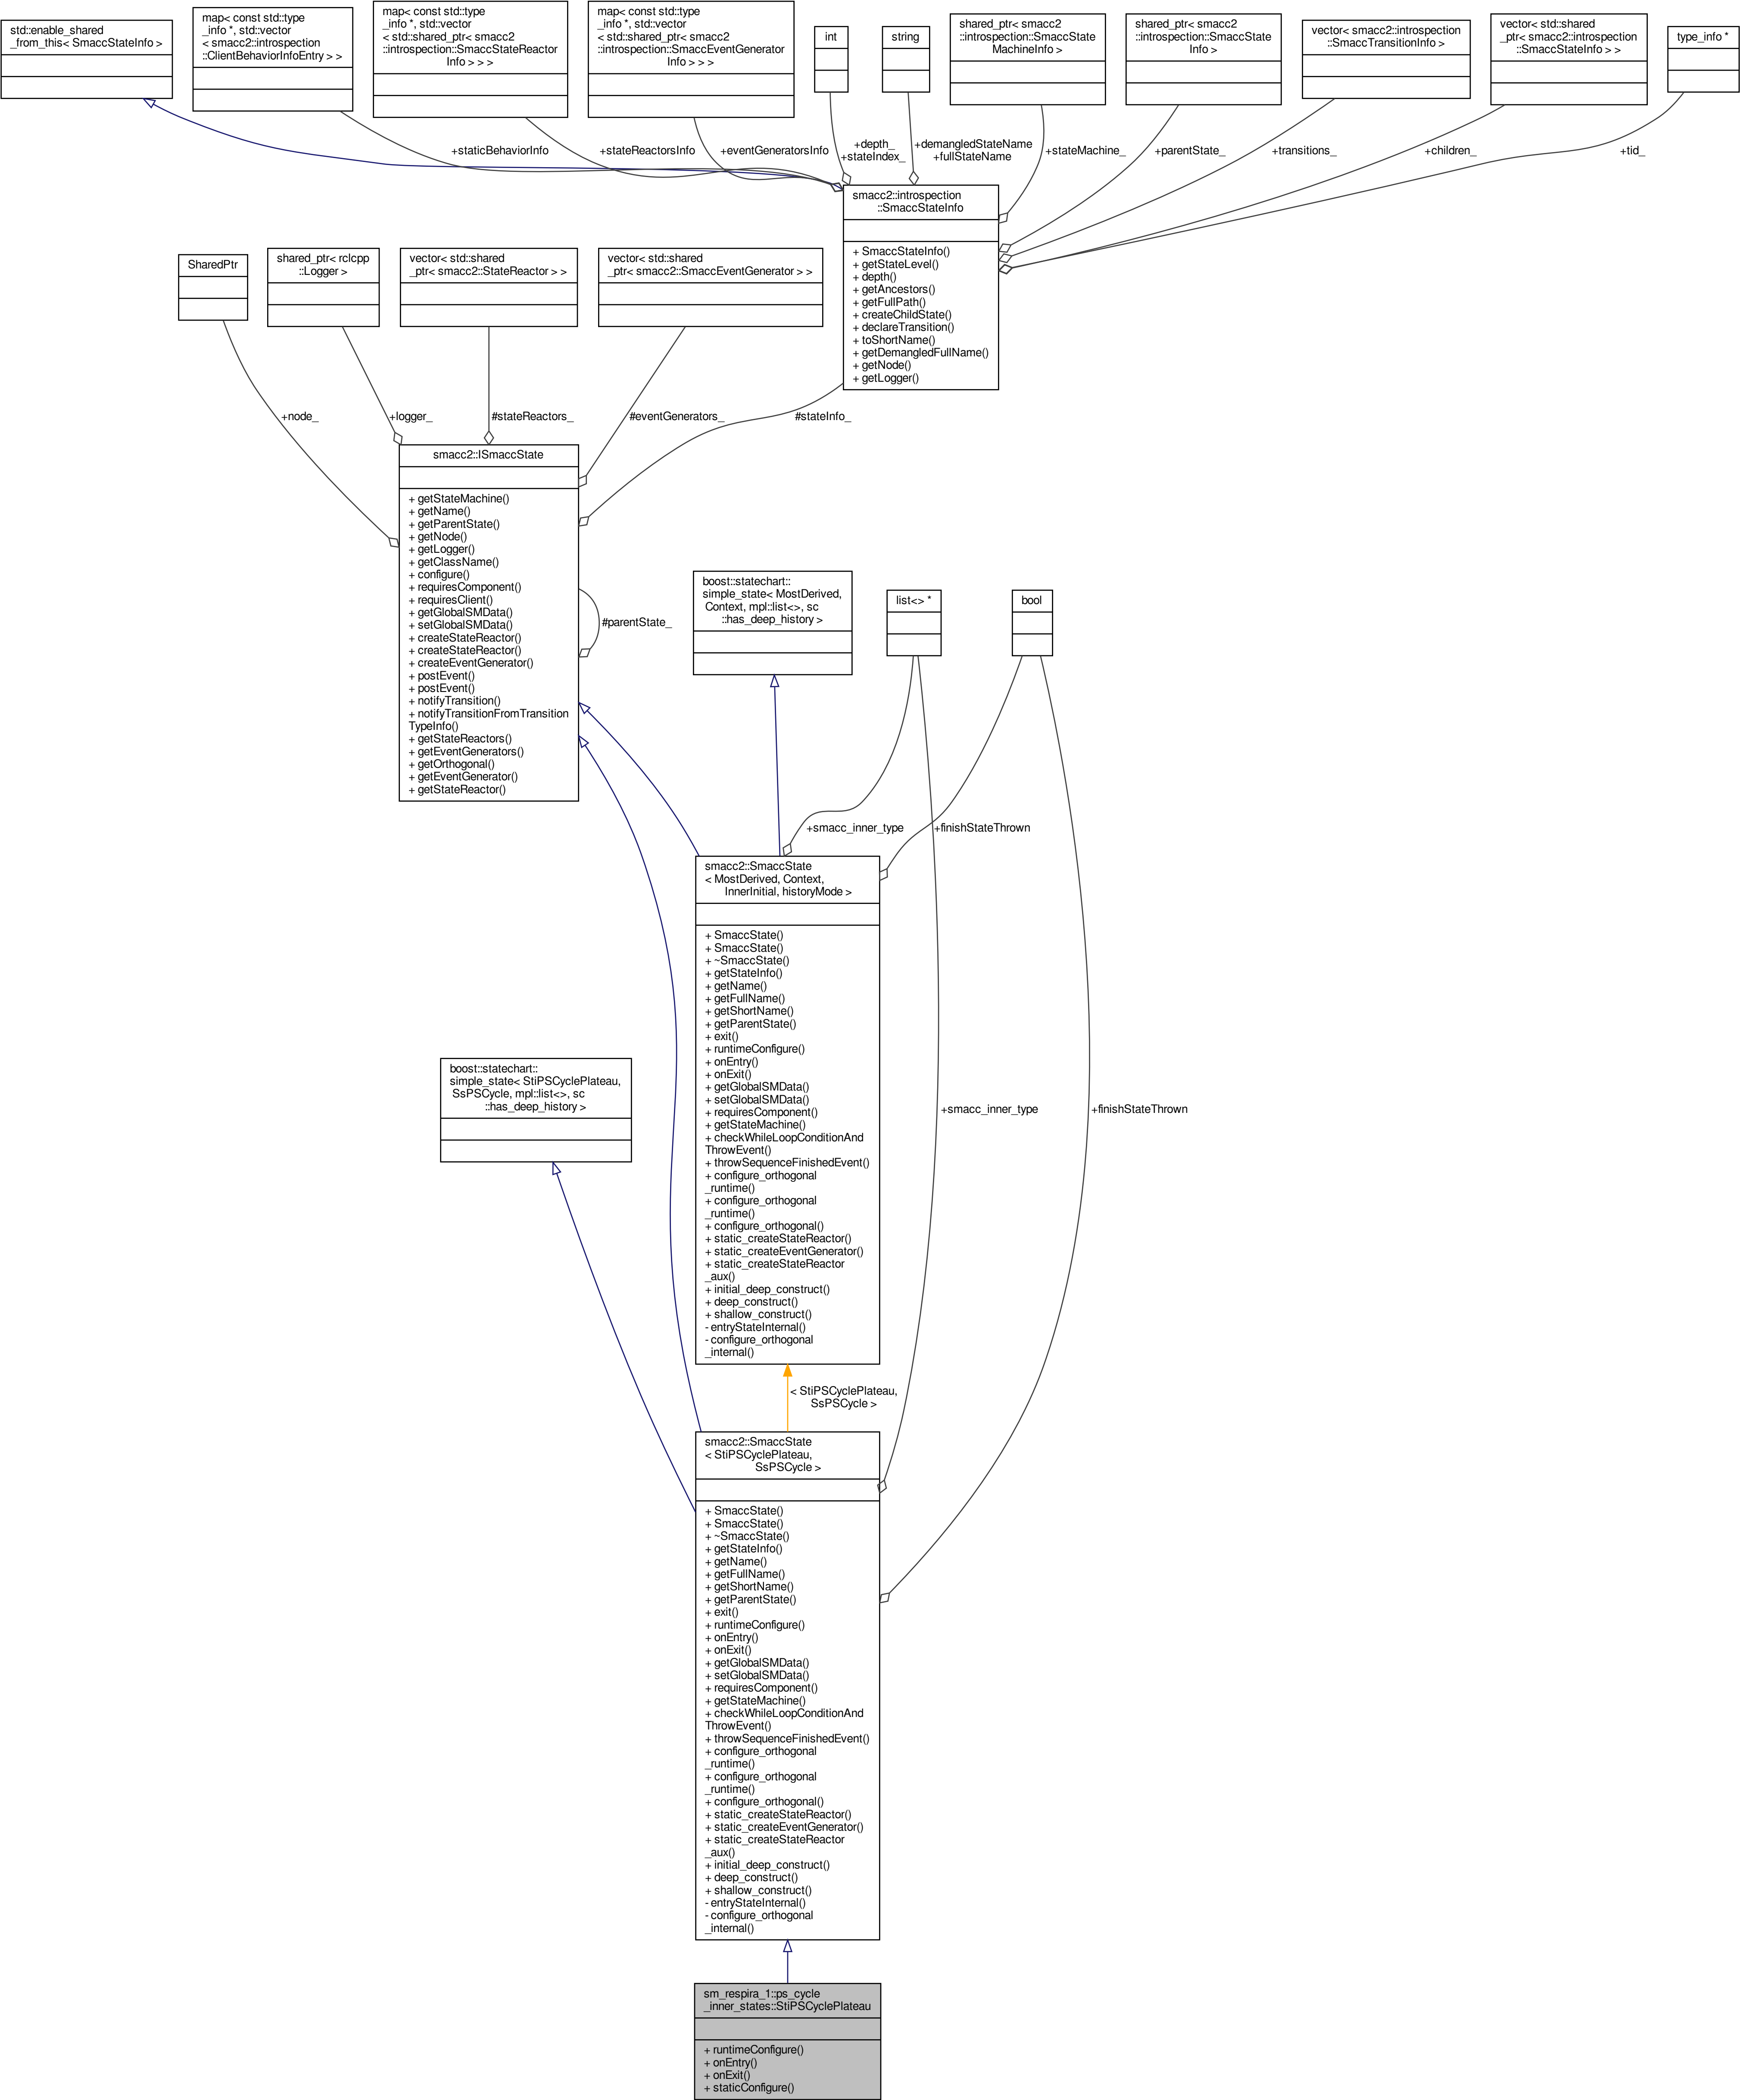 std::enable_shared
_from_this< SmaccStateInfo >
map< const std::type
_info *, std::vector
< smacc2::introspection
::ClientBehaviorInfoEntry > >
map< const std::type
_info *, std::vector
< std::shared_ptr< smacc2
::introspection::SmaccStateReactor
Info > > >
map< const std::type
_info *, std::vector
< std::shared_ptr< smacc2
::introspection::SmaccEventGenerator
Info > > >
int
string
shared_ptr< smacc2
::introspection::SmaccState
MachineInfo >
shared_ptr< smacc2
::introspection::SmaccState
Info >
vector< smacc2::introspection
::SmaccTransitionInfo >
vector< std::shared
_ptr< smacc2::introspection
::SmaccStateInfo > >
type_info *
+staticBehaviorInfo
+stateReactorsInfo
+eventGeneratorsInfo
+depth_
+stateIndex_
+demangledStateName
+fullStateName
+stateMachine_
+parentState_
+transitions_
+children_
+tid_
smacc2::introspection
::SmaccStateInfo
+ SmaccStateInfo()
+ getStateLevel()
+ depth()
+ getAncestors()
+ getFullPath()
+ createChildState()
+ declareTransition()
+ toShortName()
+ getDemangledFullName()
+ getNode()
+ getLogger()
SharedPtr
shared_ptr< rclcpp
::Logger >
vector< std::shared
_ptr< smacc2::StateReactor > >
vector< std::shared
_ptr< smacc2::SmaccEventGenerator > >
+node_
+logger_
#stateReactors_
#eventGenerators_
#stateInfo_
smacc2::ISmaccState
+ getStateMachine()
+ getName()
+ getParentState()
+ getNode()
+ getLogger()
+ getClassName()
+ configure()
+ requiresComponent()
+ requiresClient()
+ getGlobalSMData()
+ setGlobalSMData()
+ createStateReactor()
+ createStateReactor()
+ createEventGenerator()
+ postEvent()
+ postEvent()
+ notifyTransition()
+ notifyTransitionFromTransition
TypeInfo()
+ getStateReactors()
+ getEventGenerators()
+ getOrthogonal()
+ getEventGenerator()
+ getStateReactor()
#parentState_
boost::statechart::
simple_state< MostDerived,
Context, mpl::list<>, sc
::has_deep_history >
list<> *
bool
+smacc_inner_type
+finishStateThrown
smacc2::SmaccState
< MostDerived, Context,
InnerInitial, historyMode >
+ SmaccState()
+ SmaccState()
+ ~SmaccState()
+ getStateInfo()
+ getName()
+ getFullName()
+ getShortName()
+ getParentState()
+ exit()
+ runtimeConfigure()
+ onEntry()
+ onExit()
+ getGlobalSMData()
+ setGlobalSMData()
+ requiresComponent()
+ getStateMachine()
+ checkWhileLoopConditionAnd
ThrowEvent()
+ throwSequenceFinishedEvent()
+ configure_orthogonal
_runtime()
+ configure_orthogonal
_runtime()
+ configure_orthogonal()
+ static_createStateReactor()
+ static_createEventGenerator()
+ static_createStateReactor
_aux()
+ initial_deep_construct()
+ deep_construct()
+ shallow_construct()
- entryStateInternal()
- configure_orthogonal
_internal()
boost::statechart::
simple_state< StiPSCyclePlateau,
SsPSCycle, mpl::list<>, sc
::has_deep_history >
+smacc_inner_type
+finishStateThrown
< StiPSCyclePlateau,
SsPSCycle >
smacc2::SmaccState
< StiPSCyclePlateau,
SsPSCycle >
+ SmaccState()
+ SmaccState()
+ ~SmaccState()
+ getStateInfo()
+ getName()
+ getFullName()
+ getShortName()
+ getParentState()
+ exit()
+ runtimeConfigure()
+ onEntry()
+ onExit()
+ getGlobalSMData()
+ setGlobalSMData()
+ requiresComponent()
+ getStateMachine()
+ checkWhileLoopConditionAnd
ThrowEvent()
+ throwSequenceFinishedEvent()
+ configure_orthogonal
_runtime()
+ configure_orthogonal
_runtime()
+ configure_orthogonal()
+ static_createStateReactor()
+ static_createEventGenerator()
+ static_createStateReactor
_aux()
+ initial_deep_construct()
+ deep_construct()
+ shallow_construct()
- entryStateInternal()
- configure_orthogonal
_internal()
sm_respira_1::ps_cycle
_inner_states::StiPSCyclePlateau
+ runtimeConfigure()
+ onEntry()
+ onExit()
+ staticConfigure()